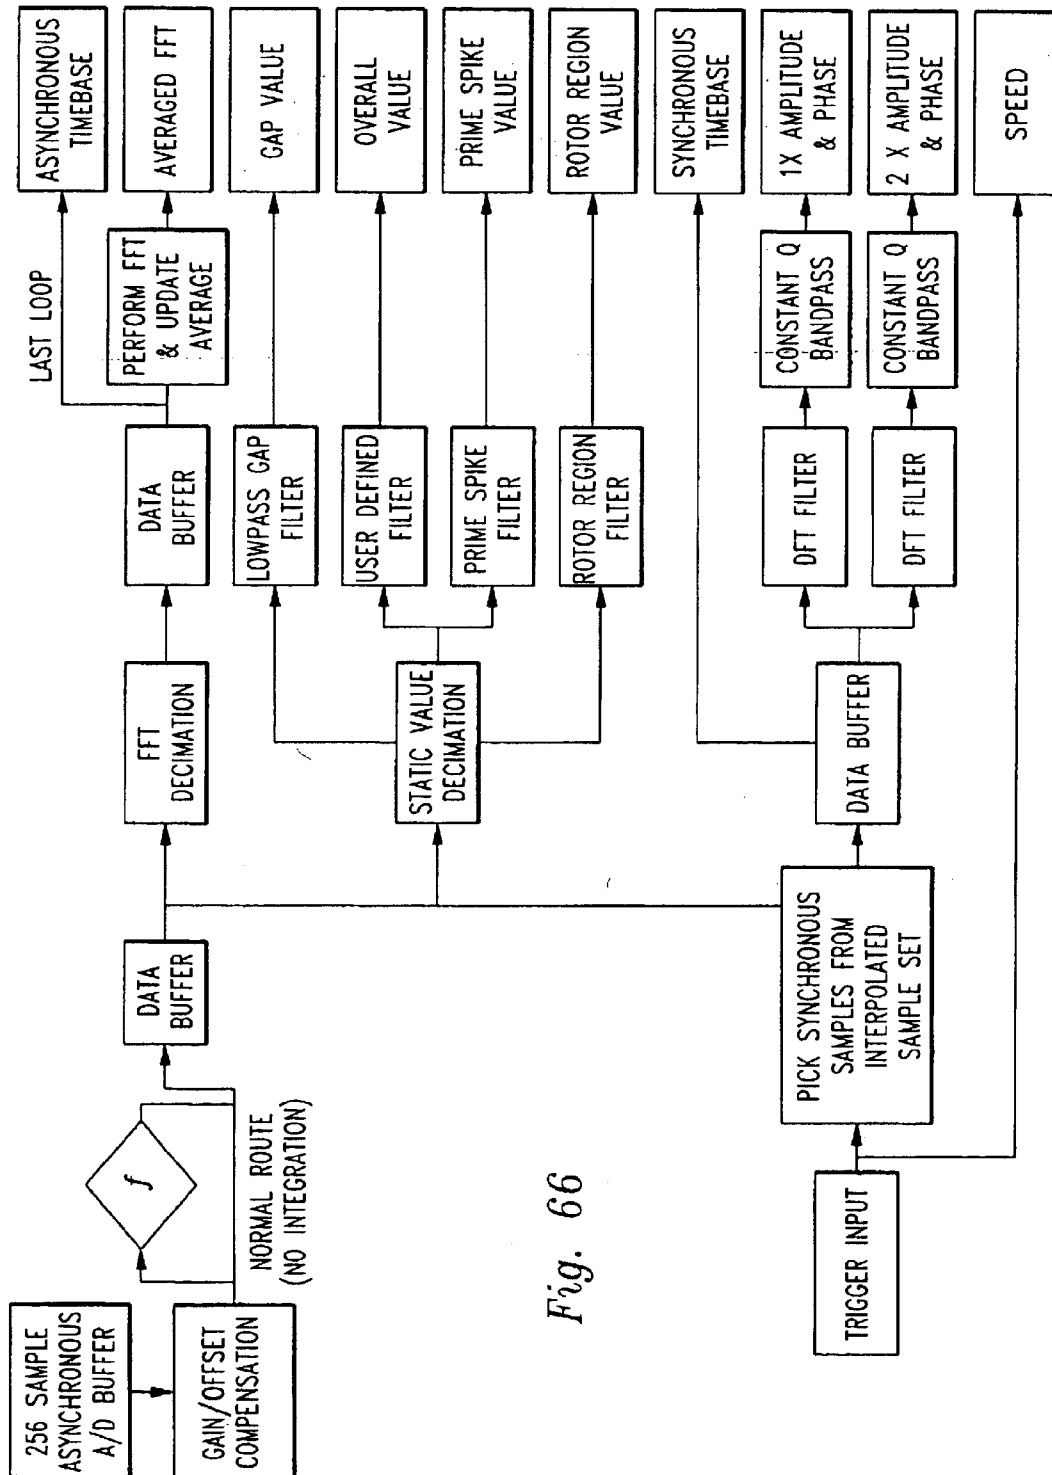 256 SAMPLE
ASYNCHRONOUS
A/D BUFFER
GAIN/OFFSET
COMPENSATION
f
NORMAL ROUTE
(NO INTEGRATION)
DATA
BUFFER
FFT
DECIMATION
DATA
BUFFER
LAST LOOP
PERFORM FFT
& UPDATE
AVERAGE
ASYNCHRONOUS
TIMEBASE
AVERAGED FFT
STATIC VALUE
DECIMATION
LOWPASS GAP
FILTER
GAP VALUE
USER DEFINED
FILTER
OVERALL
VALUE
PRIME SPIKE
FILTER
PRIME SPIKE
VALUE
ROTOR REGION
FILTER
ROTOR REGION
VALUE
TRIGGER INPUT
PICK SYNCHRONOUS
SAMPLES FROM
INTERPOLATED
SAMPLE SET
DATA BUFFER
SYNCHRONOUS
TIMEBASE
DFT FILTER
CONSTANT Q
BANDPASS
1X AMPLITUDE
& PHASE
DFT FILTER
CONSTANT Q
BANDPASS
2 X AMPLITUDE
& PHASE
SPEED
Fig. 66